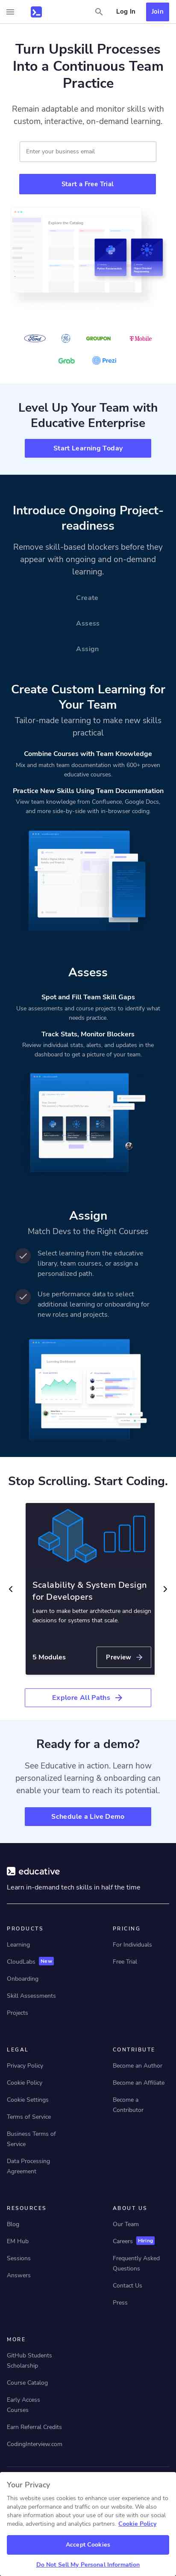 Log In
Join
Turn Upskill Processes
Into a Continuous Team
Practice
Remain adaptable and monitor skills with
custom, interactive, on-demand learning.
Enter your business email
Start a Free Trial
Explore the Catalog
Ford
GE
GROUPON
T Mobile
Grab
Prezi
Level Up Your Team with
Educative Enterprise
Start Learning Today
Introduce Ongoing Project-
readiness
Remove skill-based blockers before they
appear with ongoing and on-demand
learning.
Create
Assess
Assign
Create Custom Learning for
Your Team
Tailor-made learning to make new skills
practical
Combine Courses with Team Knowledge
Mix and match team documentation with 600+ proven
educative courses.
Practice New Skills Using Team Documentation
View team knowledge from Confluence, Google Docs,
and more side-by-side with in-browser coding.
Assess
Spot and Fill Team Skill Gaps
Use assessments and course projects to identify what
needs practice.
Track Stats, Monitor Blockers
Review individual stats, alerts, and updates in the
dashboard to get a picture of your team.
Assign
Match Devs to the Right Courses
Select learning from the educative
library, team courses, or assign a
personalized path.
Use performance data to select
additional learning or onboarding for
new roles and projects.
Learning Dashboard
Stop Scrolling. Start Coding.
Scalability & System Design
for Developers
Learn to make better architecture and design
decisions for systems that scale.
5 Modules
Preview
Explore All Paths
Ready for a demo?
See Educative in action. Learn how
personalized learning & onboarding can
enable your team to reach its potential.
Schedule a Live Demo
educative
Learn in-demand tech skills in half the time
PRODUCTS
Learning
CloudLabs New
Onboarding
Skill Assessments
Projects
PRICING
For Individuals
Free Trial
LEGAL
Privacy Policy
Cookie Policy
Cookie Settings
Terms of Service
Business Terms of
Service
Data Processing
Agreement
CONTRIBUTE
Become an Author
Become an Affiliate
Become a
Contributor
RESOURCES
Blog
EM Hub
Sessions
Answers
ABOUT US
Our Team
Careers Hiring
Frequently Asked
Questions
Contact Us
Press
MORE
GitHub Students
Scholarship
Course Catalog
Early Access
Courses
Earn Referral Credits
CodingInterview.com
Your Privacy
This website uses cookies to enhance user experience and to
analyze performance and traffic on our website. We also
share information about your use of our site with our social
media, advertising and analytics partners. Cookie Policy
Accept Cookies
Do Not Sell My Personal Information